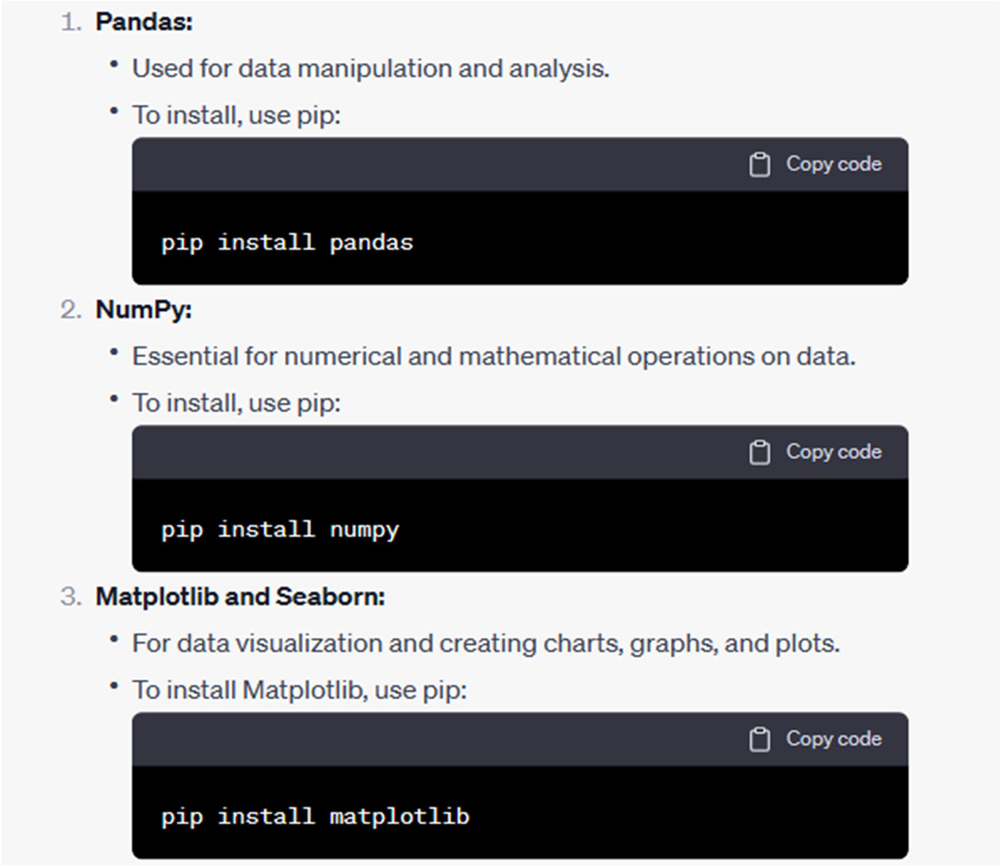 1. Pandas:
• Used for data manipulation and analysis.
• To install, use pip:
Copy code
pip install pandas
2. NumPy:
• Essential for numerical and mathematical operations on data.
• To install, use pip:
Copy code
pip install numpy
3. Matplotlib and Seaborn:
• For data visualization and creating charts, graphs, and plots.
• To install Matplotlib, use pip:
Copy code
pip install matplotlib